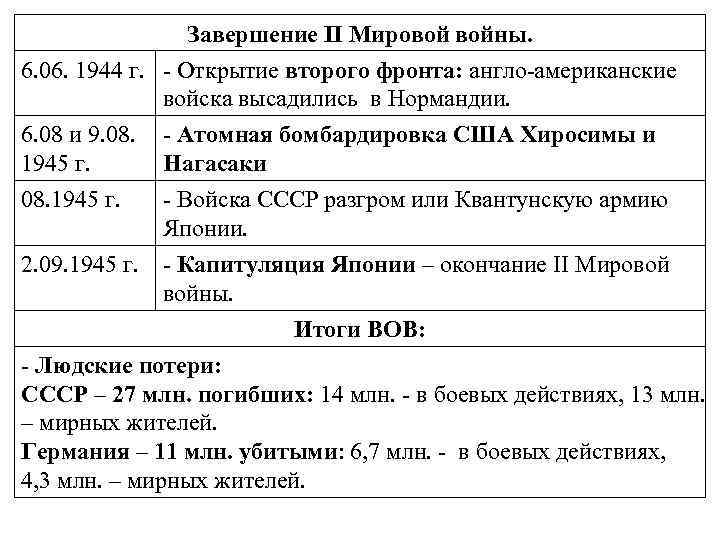 Завершение II Мировой войны.
6.06. 1944 г. - Открытие второго фронта: англо-американские
войска высадились в Нормандии.
6.08 и 9.08. - Атомная бомбардировка США Хиросимы и
1945 г. Нагасаки
08.1945 г. - Войска СССР разгром или Квантунскую армию
Японии.
2.09.1945 г. - Капитуляция Японии – окончание II Мировой
войны.
Итоги ВОВ:
- Людские потери:
СССР – 27 млн. погибших: 14 млн. - в боевых действиях, 13 млн.
– мирных жителей.
Германия – 11 млн. убитыми: 6,7 млн. - в боевых действиях,
4,3 млн. – мирных жителей.